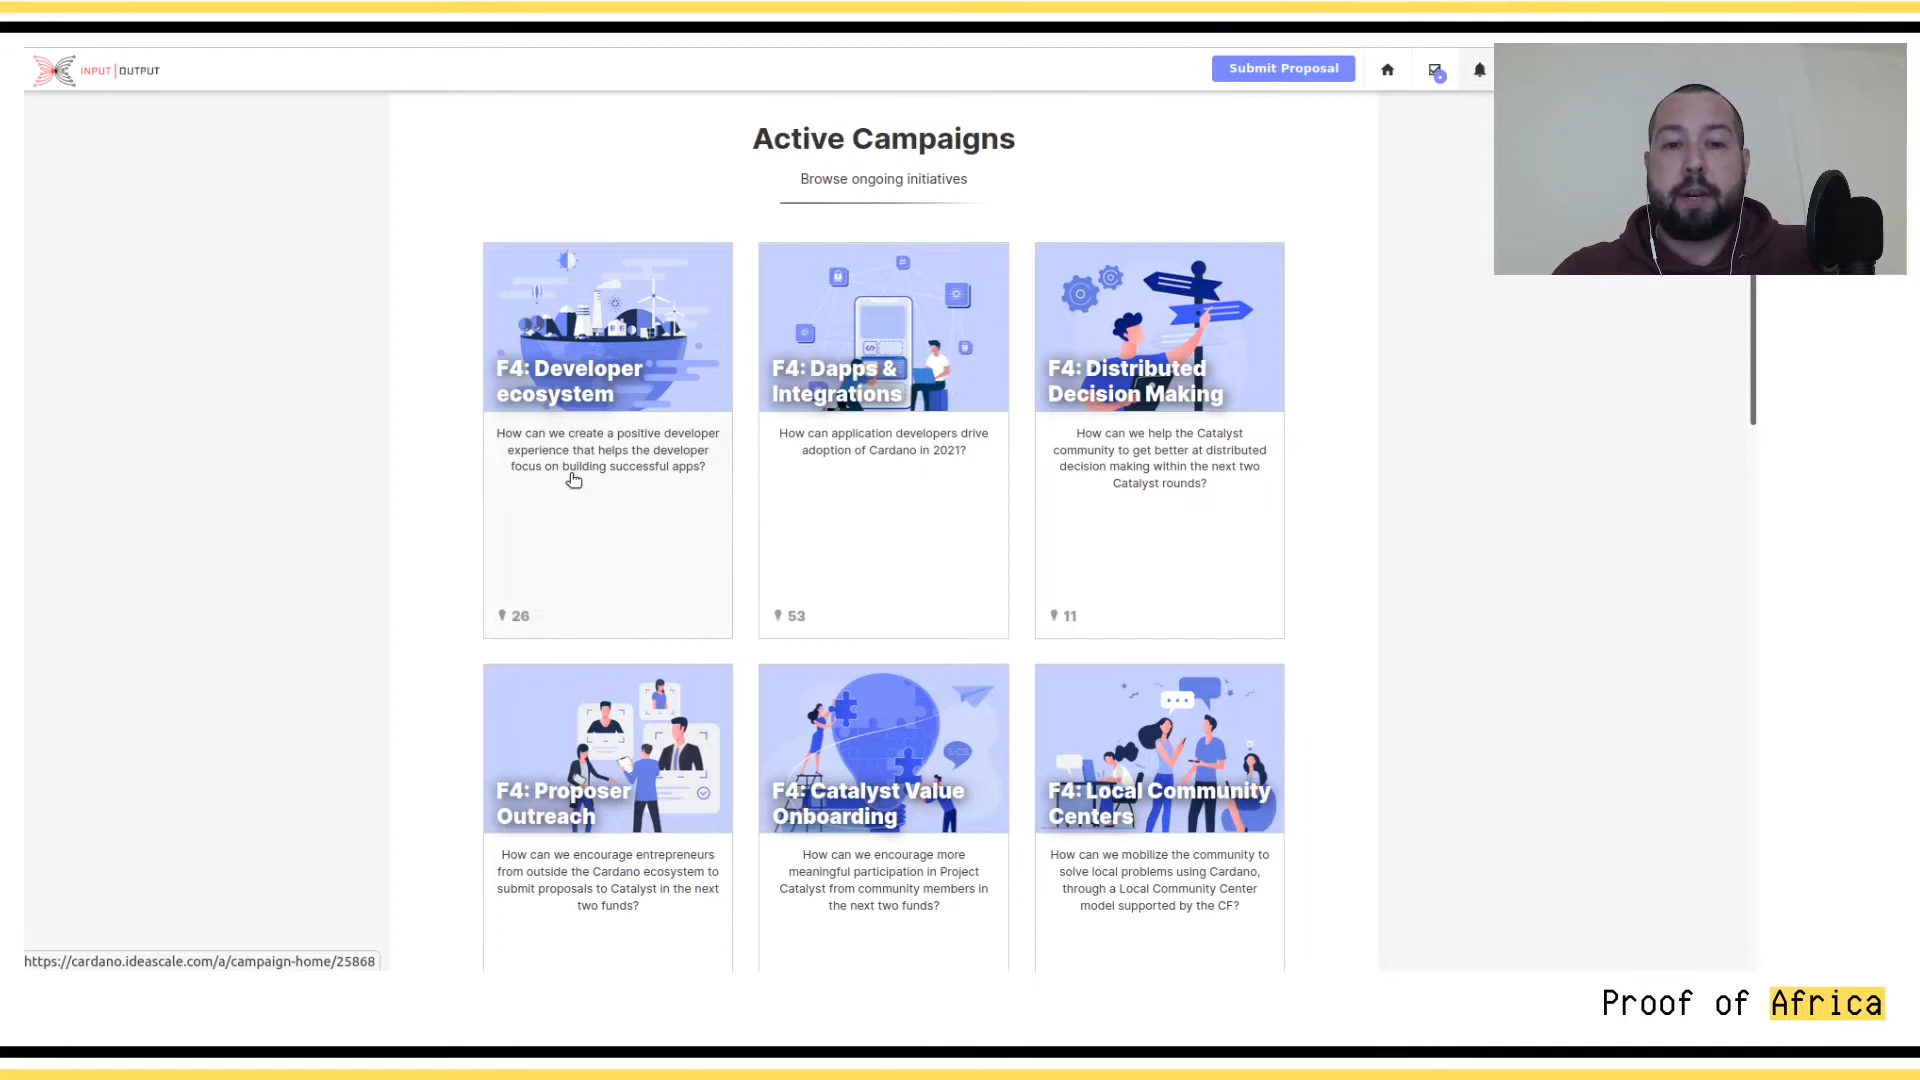 INPUT | OUTPUT
Submit Proposal
Active Campaigns
Browse ongoing initiatives
F4: Developer
ecosystem
How can we create a positive developer
experience that helps the developer
focus on building successful apps?
26
F4: Dapps &
Integrations
How can application developers drive
adoption of Cardano in 2021?
53
F4: Distributed
Decision Making
How can we help the Catalyst
community to get better at distributed
decision making within the next two
Catalyst rounds?
11
F4: Proposer
Outreach
How can we encourage entrepreneurs
from outside the Cardano ecosystem to
submit proposals to Catalyst in the next
two funds?
F4: Catalyst Value
Onboarding
How can we encourage more
meaningful participation in Project
Catalyst from community members in
the next two funds?
F4: Local Community
Centers
How can we mobilize the community to
solve local problems using Cardano,
through a Local Community Center
model supported by the CF?
https://cardano.ideascale.com/a/campaign-home/25868
Proof of Africa